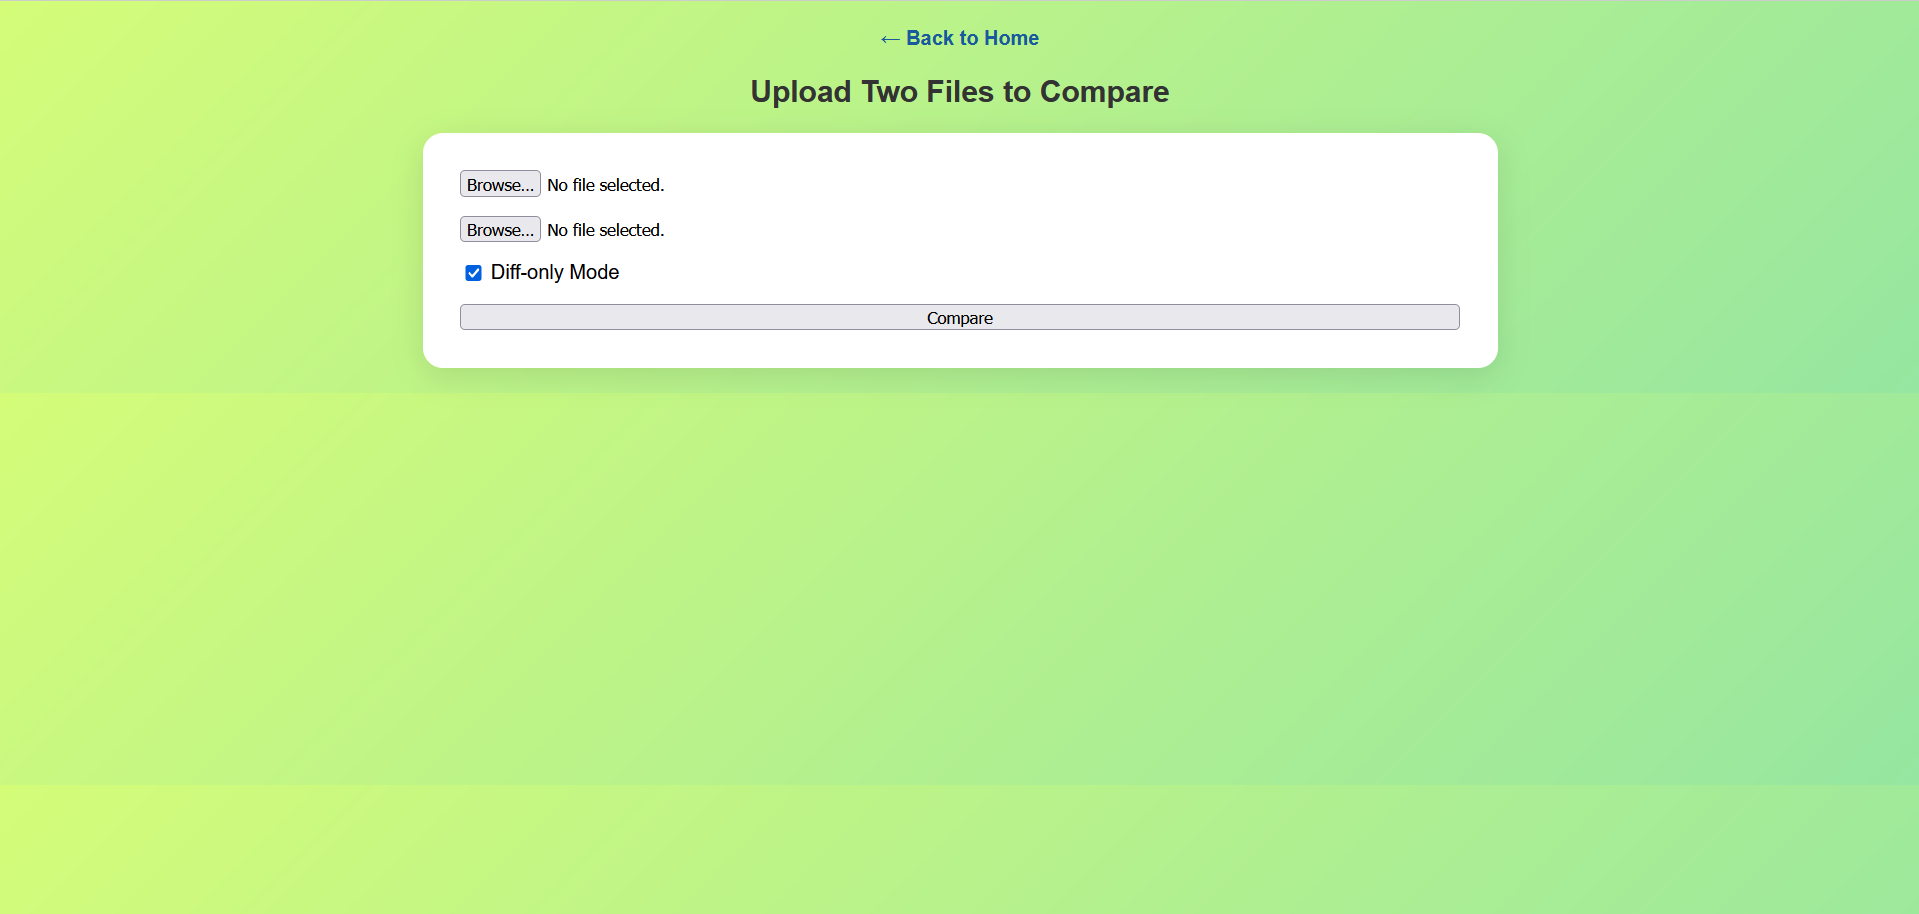 ← Back to Home
Upload Two Files to Compare
Browse... No file selected.
Browse... No file selected.
Diff-only Mode
Compare